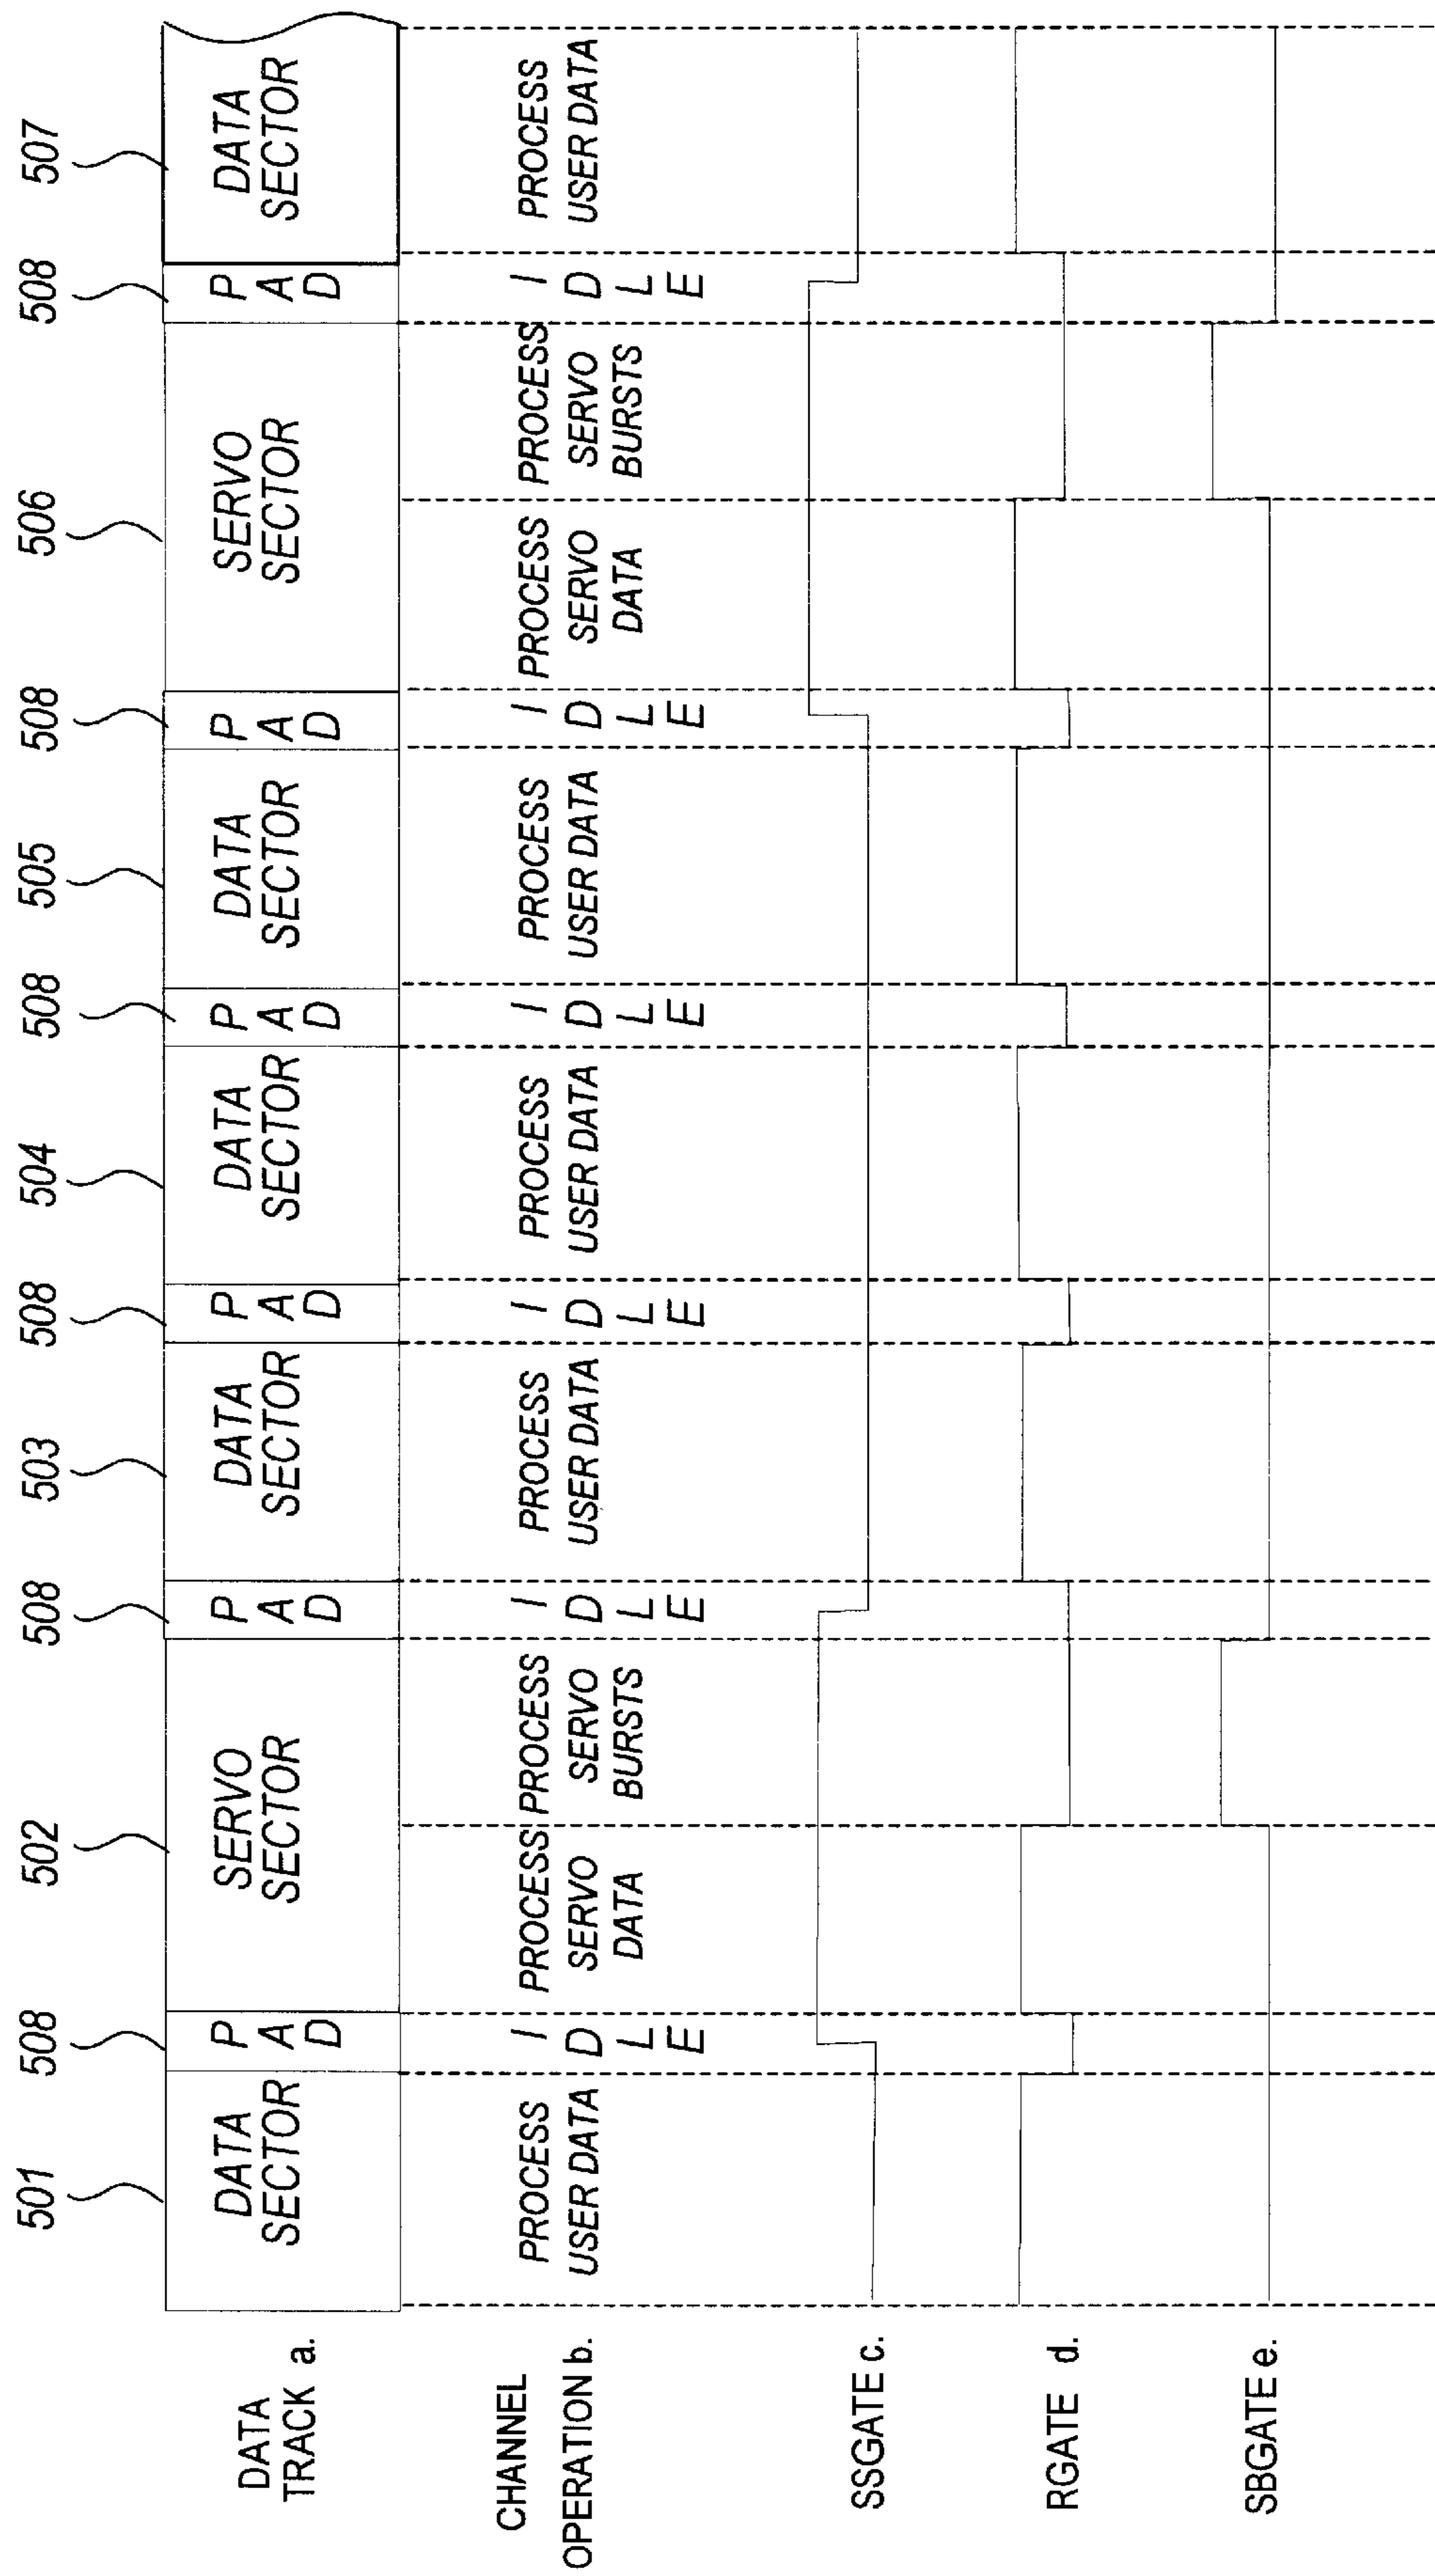 501
508
502
508
503
508
504
508
505
508
506
508
507
DATA
TRACK a.
DATA
SECTOR
P
A
D
SERVO
SECTOR
P
A
D
DATA
SECTOR
P
A
D
DATA
SECTOR
P
A
D
DATA
SECTOR
P
A
D
SERVO
SECTOR
P
A
D
DATA
SECTOR
CHANNEL
OPERATION b.
PROCESS
USER DATA
I
D
L
E
PROCESS
SERVO
DATA
PROCESS
SERVO
BURSTS
I
D
L
E
PROCESS
USER DATA
I
D
L
E
PROCESS
USER DATA
I
D
L
E
PROCESS
USER DATA
I
D
L
E
PROCESS
SERVO
DATA
PROCESS
SERVO
BURSTS
I
D
L
E
PROCESS
USER DATA
SSGATE c.
RGATE d.
SBGATE e.